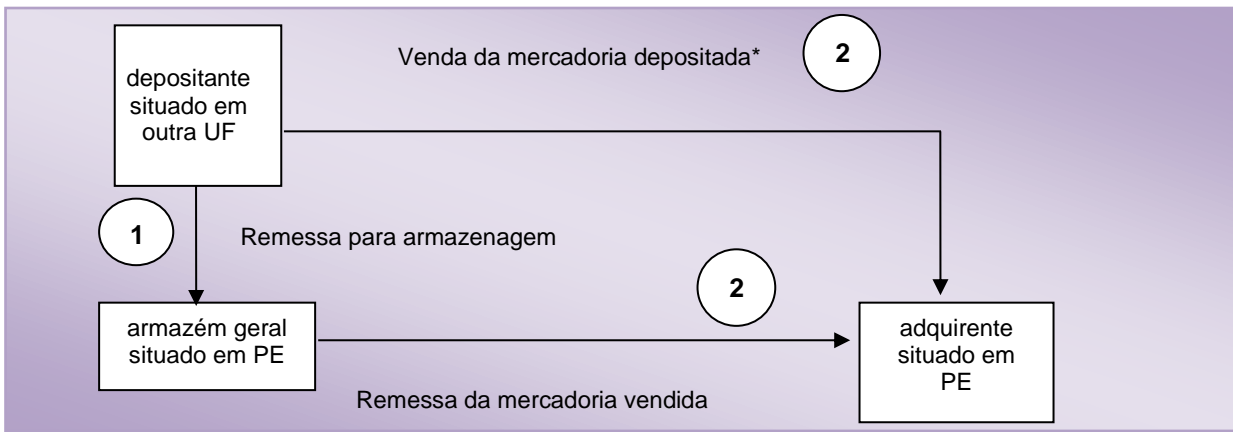 depositante
situado em
outra UF
Venda da mercadoria depositada*
2
1
Remessa para armazenagem
2
armazém geral
situado em PE
adquirente
situado em
PE
Remessa da mercadoria vendida